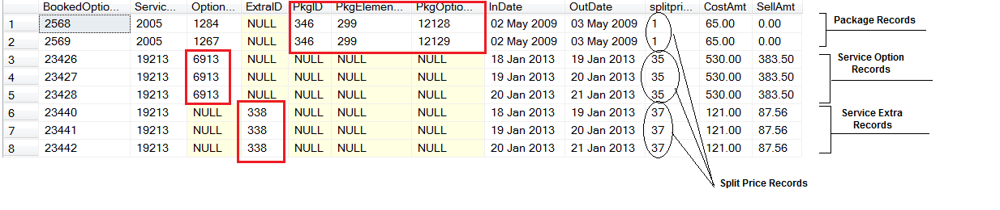 BookedOptio... Servic... Option... ExtraID PkgID PkgElemen... PkgOptio... InDate OutDate splitpri... CostAmt SellAmt
1 2568 2005 1284 NULL 346 299 12128 02 May 2009 03 May 2009 1 65.00 0.00 Package Records
2 2569 2005 1267 NULL 346 299 12129 02 May 2009 03 May 2009 1 65.00 0.00
3 23426 19213 6913 NULL NULL NULL NULL 18 Jan 2013 19 Jan 2013 35 530.00 383.50 Service Option
4 23427 19213 6913 NULL NULL NULL NULL 19 Jan 2013 20 Jan 2013 35 530.00 383.50 Records
5 23428 19213 6913 NULL NULL NULL NULL 20 Jan 2013 21 Jan 2013 35 530.00 383.50
6 23440 19213 NULL 338 NULL NULL NULL 18 Jan 2013 19 Jan 2013 37 121.00 87.56 Service Extra
7 23441 19213 NULL 338 NULL NULL NULL 19 Jan 2013 20 Jan 2013 37 121.00 87.56 Records
8 23442 19213 NULL 338 NULL NULL NULL 20 Jan 2013 21 Jan 2013 37 121.00 87.56
Split Price Records